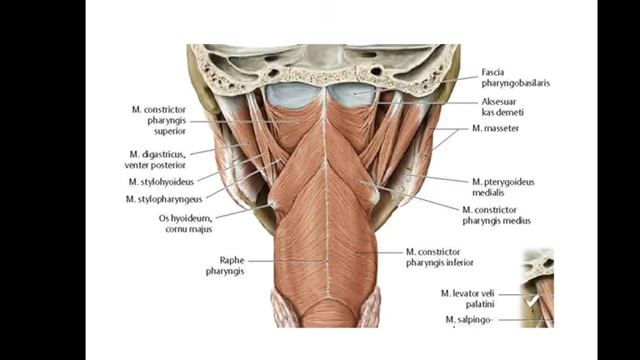 Fascia
pharyngobasilaris
Aksesuar
kas demeti
M. masseter
M. constrictor
pharyngis
superior
M. digastricus,
venter posterior
M. stylohyoideus
M. stylopharyngeus
Os hyoideum,
cornu majus
M. pterygoideus
medialis
M. constrictor
pharyngis medius
Raphe
pharyngis
M. constrictor
pharyngis inferior
M. levator veli
palatini
M. salpingo-